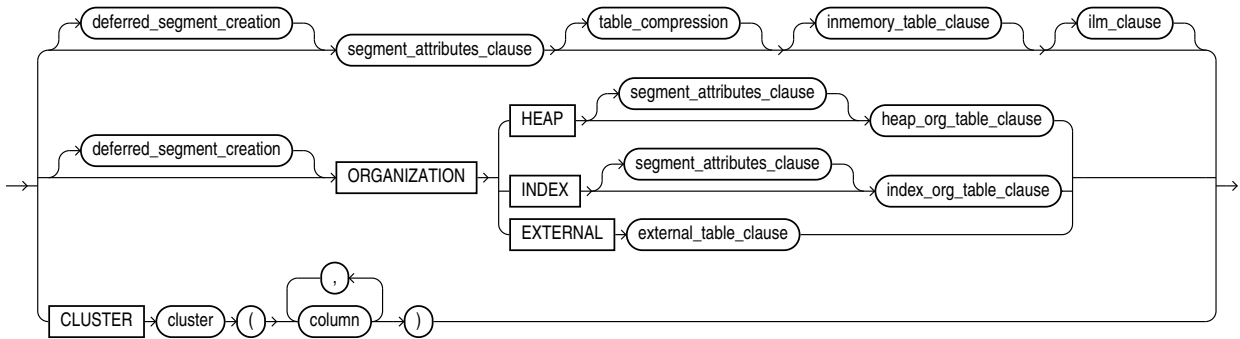 deferred_segment_creation table_compression inmemory_table_clause ilm_clause
segment_attributes_clause
segment_attributes_clause
HEAP heap_org_table_clause
deferred_segment_creation segment_attributes_clause
ORGANIZATION INDEX index_org_table_clause
EXTERNAL external_table_clause
,
CLUSTER cluster ( column )